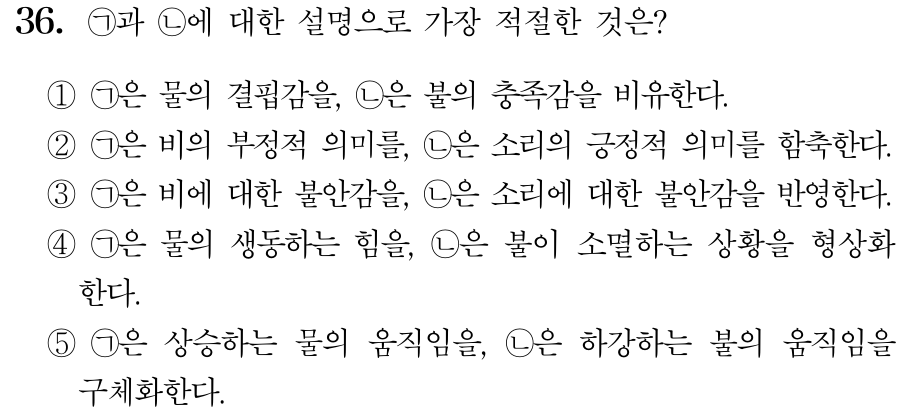 36. ㉠과 ㉡에 대한 설명으로 가장 적절한 것은?
① ㉠은 물의 결핍감을, ㉡은 불의 충족감을 비유한다.
② ㉠은 비의 부정적 의미를, ㉡은 소리의 긍정적 의미를 함축한다.
③ ㉠은 비에 대한 불안감을, ㉡은 소리에 대한 불안감을 반영한다.
④ ㉠은 물의 생동하는 힘을, ㉡은 불이 소멸하는 상황을 형상화
한다.
⑤ ㉠은 상승하는 물의 움직임을, ㉡은 하강하는 불의 움직임을
구체화한다.